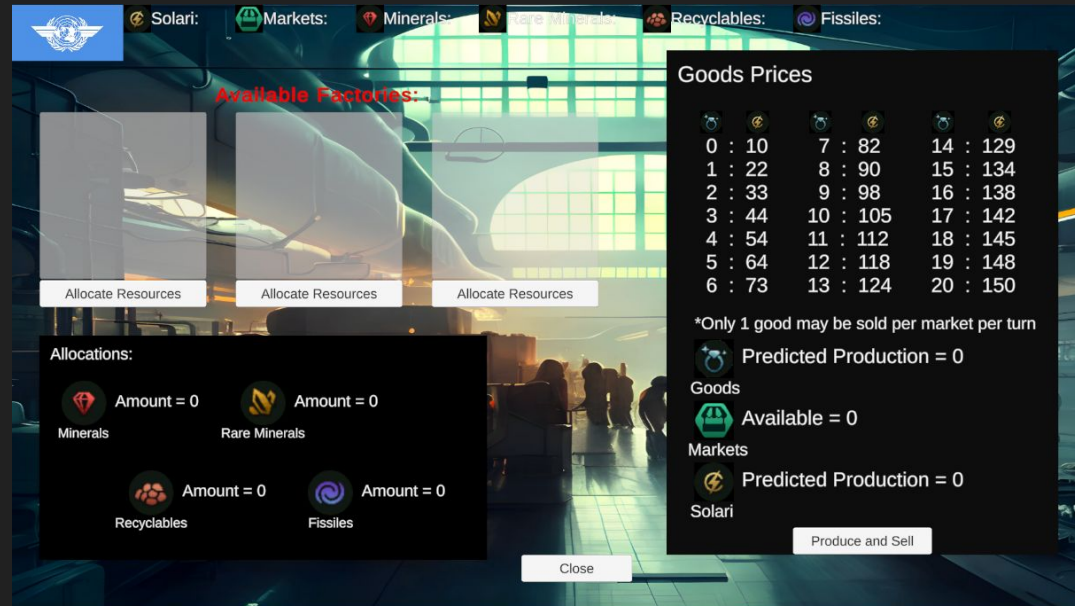 Solari: Markets: Minerals: Rare Minerals: Recyclables: Fissiles:
Available Factories:
Allocate Resources Allocate Resources Allocate Resources
Allocations:
Amount = 0 Amount = 0
Minerals Rare Minerals
Amount = 0 Amount = 0
Recyclables Fissiles
Close
Goods Prices
0 : 10 7 : 82 14 : 129
1 : 22 8 : 90 15 : 134
2 : 33 9 : 98 16 : 138
3 : 44 10 : 105 17 : 142
4 : 54 11 : 112 18 : 145
5 : 64 12 : 118 19 : 148
6 : 73 13 : 124 20 : 150
*Only 1 good may be sold per market per turn
Predicted Production = 0
Goods
Available = 0
Markets
Predicted Production = 0
Solari
Produce and Sell